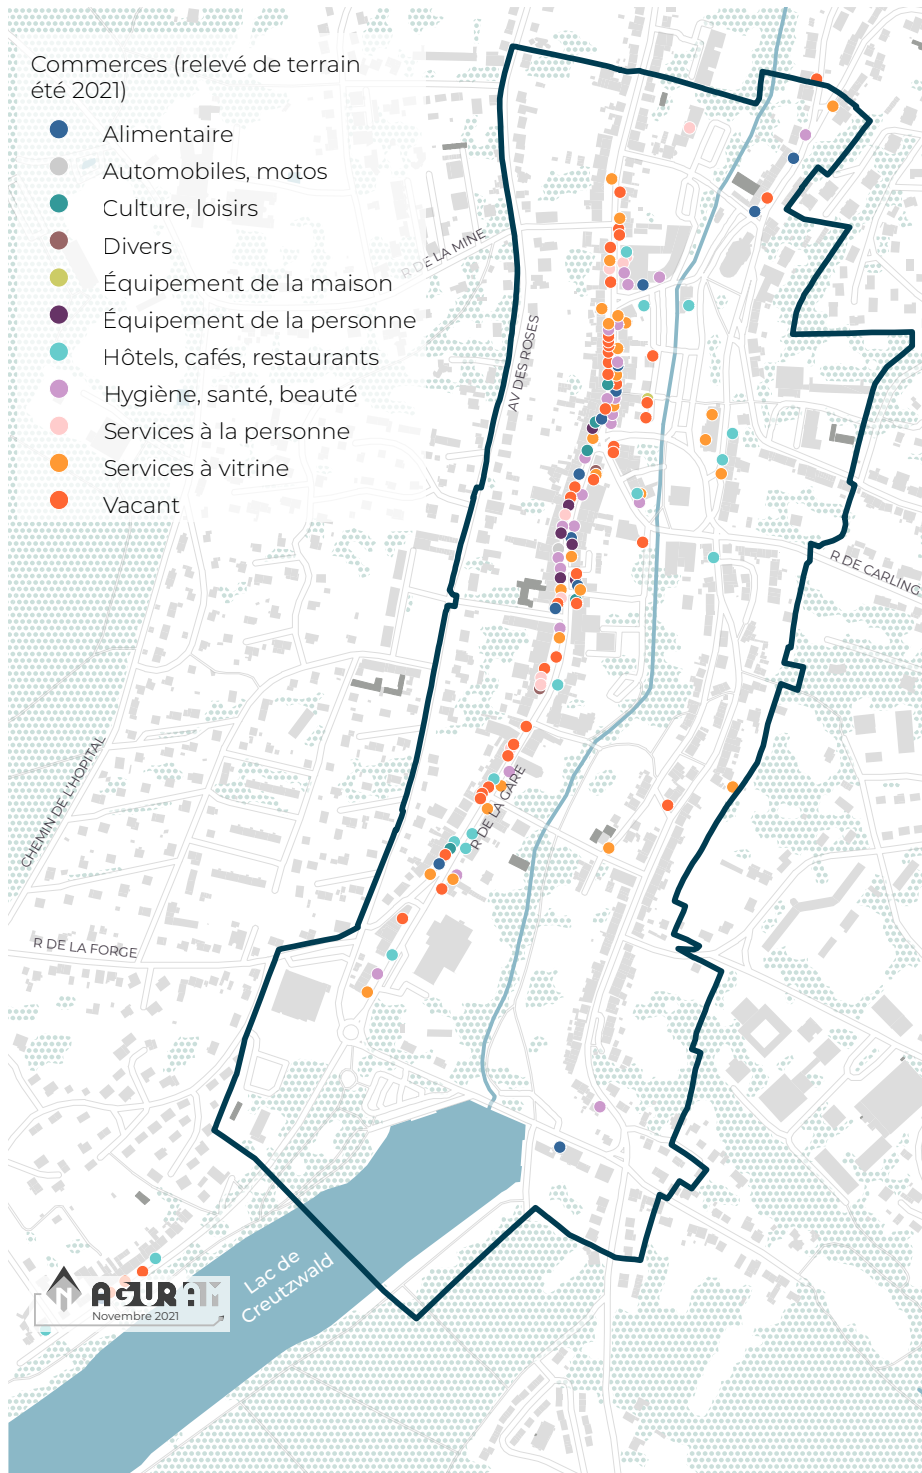 Commerces (relevé de terrain
été 2021)
Alimentaire
Automobiles, motos
Culture, loisirs
Divers
Équipement de la maison
Équipement de la personne
Hôtels, cafés, restaurants
Hygiène, santé, beauté
Services à la personne
Services à vitrine
Vacant
R DE LA MINE
AV DES ROSES
R DE CARLING
CHEMIN DE L'HOPITAL
R DE LA GARE
R DE LA FORGE
Lac de
Creutzwald
N
AGURAM
Novembre 2021